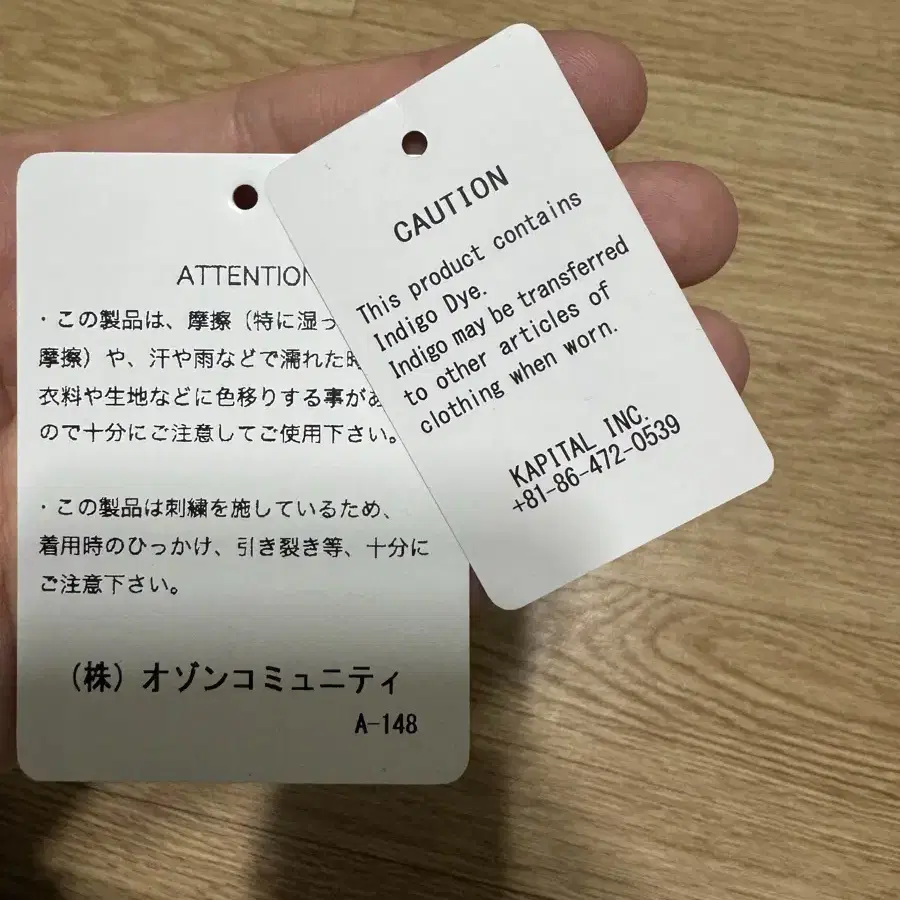 ATTENTION
・この製品は、摩擦（特に湿っ
摩擦）や、汗や雨などで濡れた時
衣料や生地などに色移りする事があ
ので十分にご注意してご使用下さい。
・この製品は刺繍を施しているため、
着用時のひっかけ、引き裂き等、十分に
ご注意下さい。
（株）オゾンコミュニティ
A-148
CAUTION
This product contains
Indigo Dye.
Indigo may be transferred
to other articles of
clothing when worn.
KAPITAL INC.
+81-86-472-0539